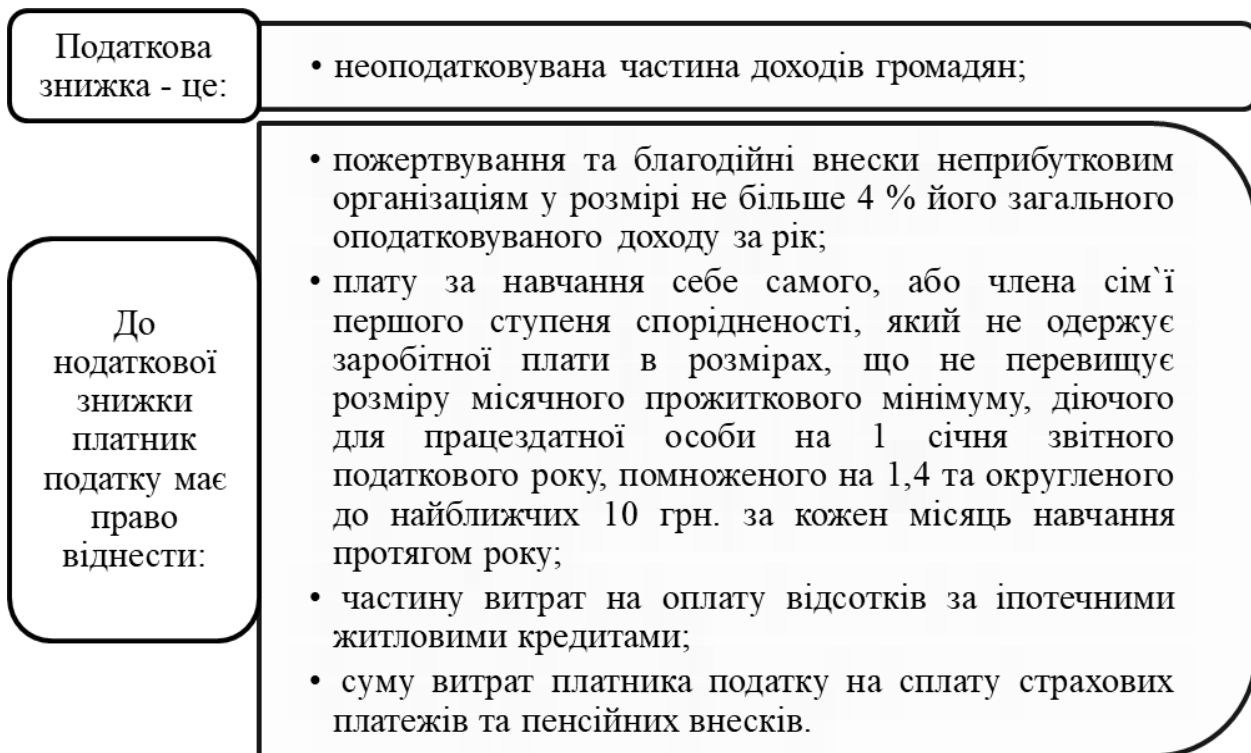 Податкова
знижка - це:
• неоподатковувана частина доходів громадян;
До
нодаткової
знижки
платник
податку має
право
віднести:
• пожертвування та благодійні внески неприбутковим
організаціям у розмірі не більше 4 % його загального
оподатковуваного доходу за рік;
• плату за навчання себе самого, або члена сім`ї
першого ступеня спорідненості, який не одержує
заробітної плати в розмірах, що не перевищує
розміру місячного прожиткового мінімуму, діючого
для працездатної особи на 1 січня звітного
податкового року, помноженого на 1,4 та округленого
до найближчих 10 грн. за кожен місяць навчання
протягом року;
• частину витрат на оплату відсотків за іпотечними
житловими кредитами;
• суму витрат платника податку на сплату страхових
платежів та пенсійних внесків.